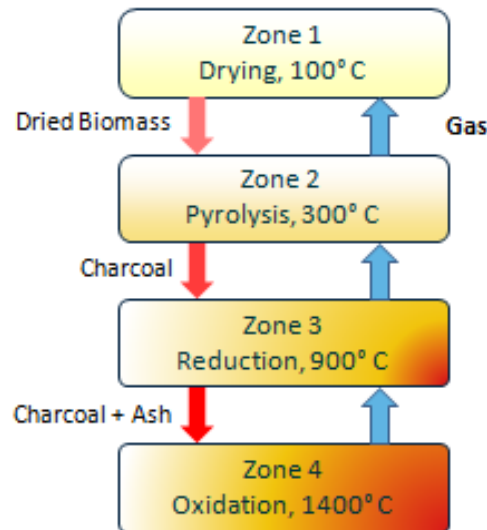 Zone 1
Drying, 100° C
Dried Biomass
Gas
Zone 2
Pyrolysis, 300° C
Charcoal
Zone 3
Reduction, 900° C
Charcoal + Ash
Zone 4
Oxidation, 1400° C